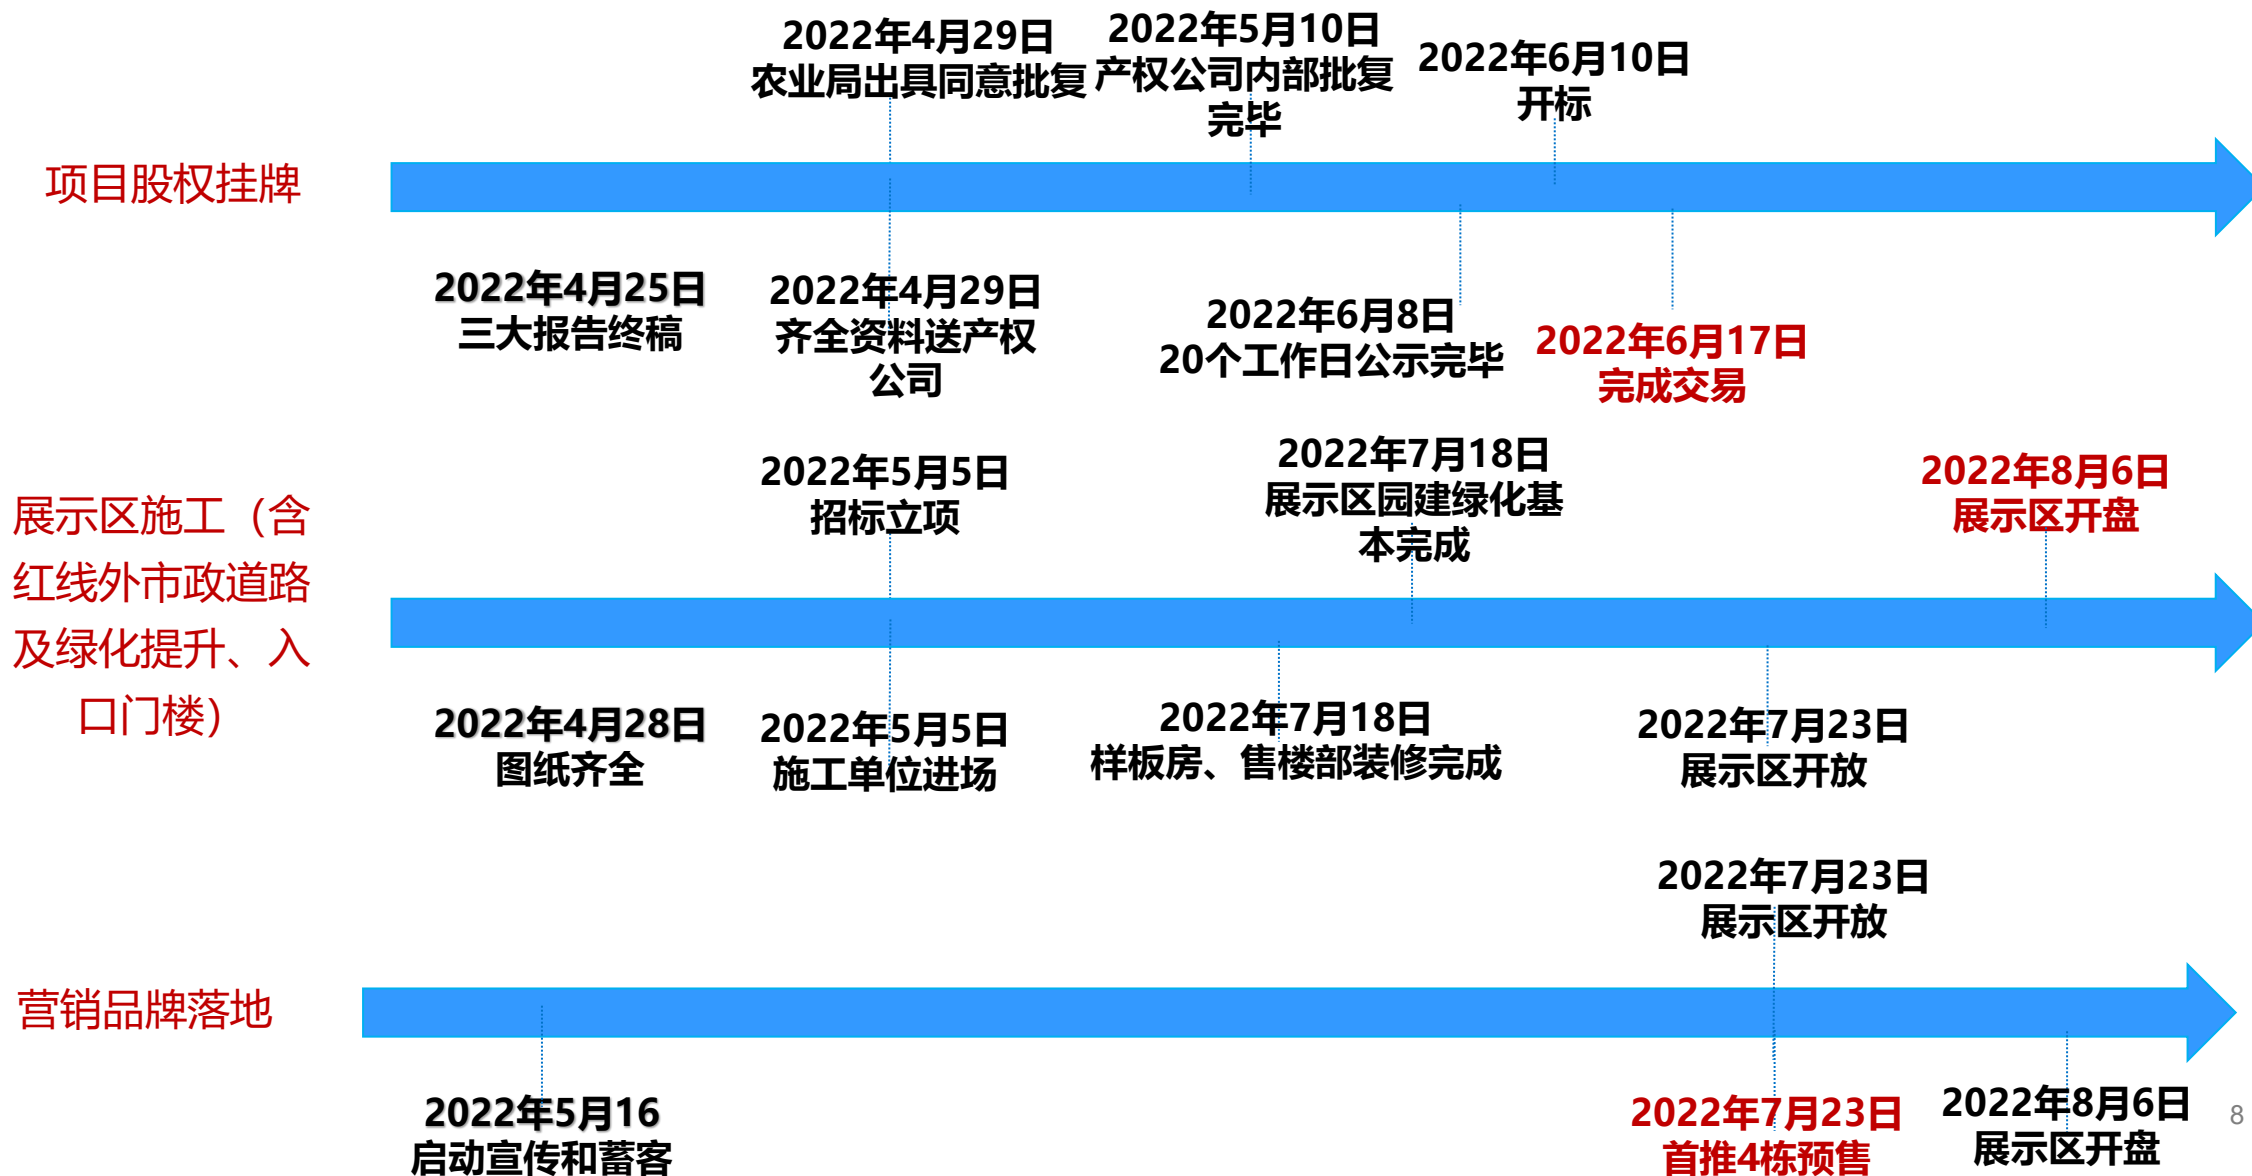 2022年4月29日
农业局出具同意批复
2022年5月10日
产权公司内部批复
完毕
2022年6月10日
开标
项目股权挂牌
2022年4月25日
三大报告终稿
2022年4月29日
齐全资料送产权
公司
2022年6月8日
20个工作日公示完毕
2022年6月17日
完成交易
2022年5月5日
招标立项
2022年7月18日
展示区园建绿化基
本完成
2022年8月6日
展示区开盘
展示区施工（含
红线外市政道路
及绿化提升、入
口门楼）
2022年4月28日
图纸齐全
2022年5月5日
施工单位进场
2022年7月18日
样板房、售楼部装修完成
2022年7月23日
展示区开放
2022年7月23日
展示区开放
营销品牌落地
2022年5月16
启动宣传和蓄客
2022年7月23日
首推4栋预售
2022年8月6日
展示区开盘
8